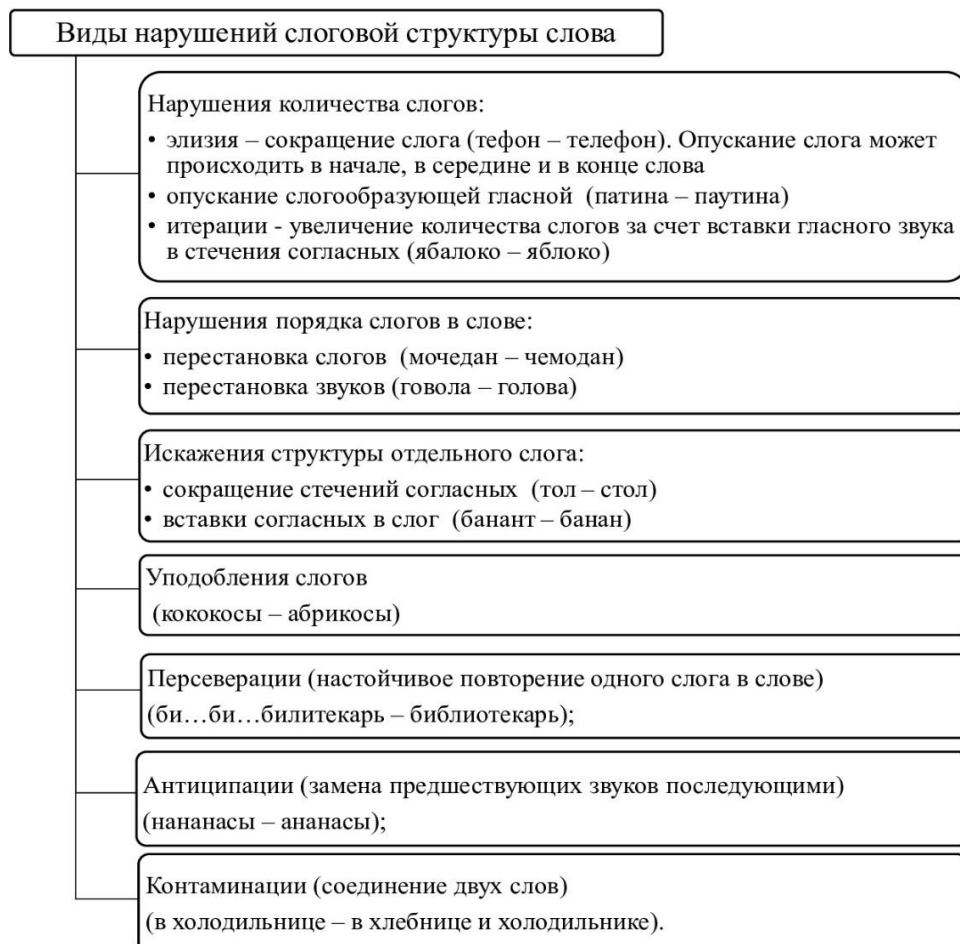 Виды нарушений слоговой структуры слова
Нарушения количества слогов:
• элизия – сокращение слога (тефон – телефон). Опускание слога может
происходить в начале, в середине и в конце слова
• опускание слогообразующей гласной (патина – паутина)
• итерации - увеличение количества слогов за счет вставки гласного звука
в стечения согласных (ябалоко – яблоко)
Нарушения порядка слогов в слове:
• перестановка слогов (мочедан – чемодан)
• перестановка звуков (говола – голова)
Искажения структуры отдельного слога:
• сокращение стечений согласных (тол – стол)
• вставки согласных в слог (банант – банан)
Уподобления слогов
(кококосы – абрикосы)
Персеверации (настойчивое повторение одного слога в слове)
(би…би…билитекарь – библиотекарь);
Антиципации (замена предшествующих звуков последующими)
(нананасы – ананасы);
Контаминации (соединение двух слов)
(в холодильнице – в хлебнице и холодильнике).